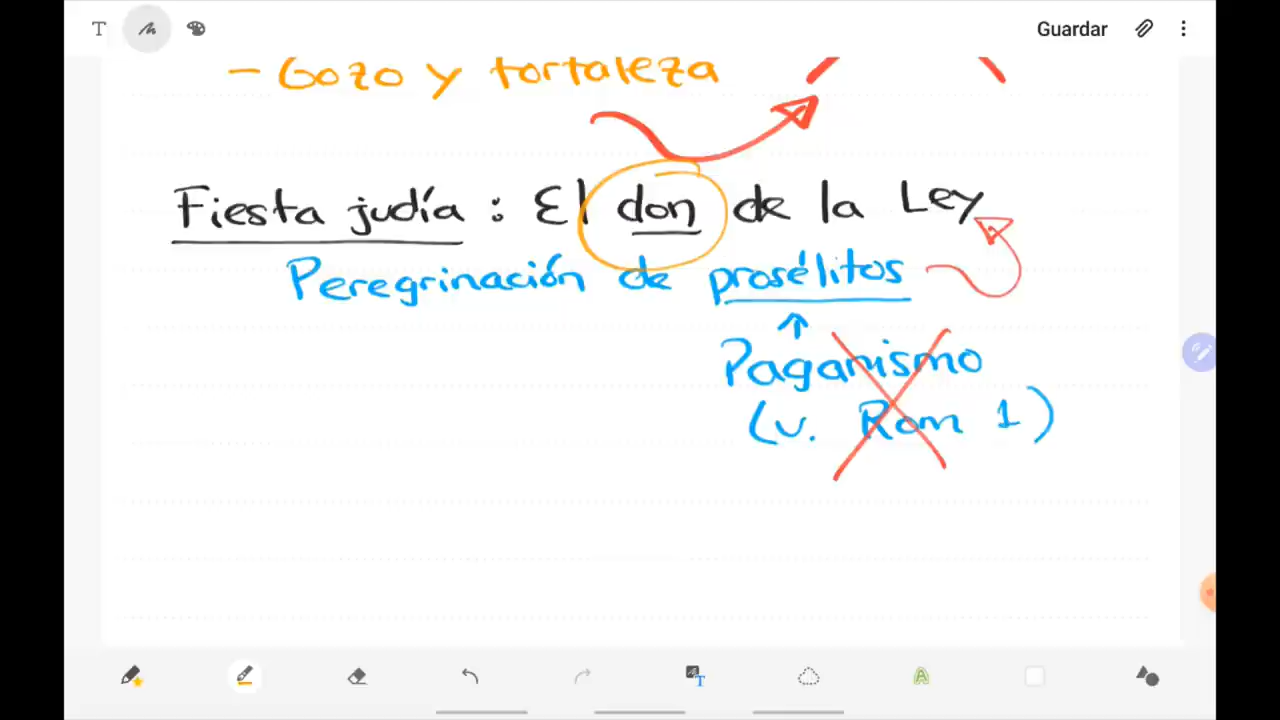 T Guardar
- Gozo y fortaleza
Fiesta judía : El don de la Ley
Peregrinación de prosélitos
Paganismo
(v. Rom 1)
T
A